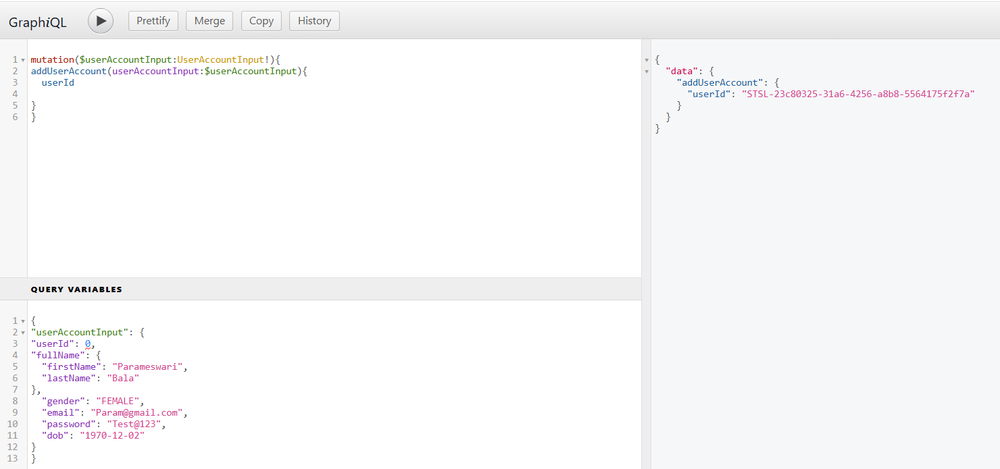 GraphiQL Prettify Merge Copy History
1 mutation($userAccountInput:UserAccountInput!){
2 addUserAccount(userAccountInput:$userAccountInput){
3 userId
4
5 }
6 }
{
"data": {
"addUserAccount": {
"userId": "STSL-23c80325-31a6-4256-a8b8-5564175f2f7a"
}
}
}
QUERY VARIABLES
1 {
2 "userAccountInput": {
3 "userId": 0,
4 "fullName": {
5 "firstName": "Parameswari",
6 "lastName": "Bala"
7 },
8 "gender": "FEMALE",
9 "email": "Param@gmail.com",
10 "password": "Test@123",
11 "dob": "1970-12-02"
12 }
13 }